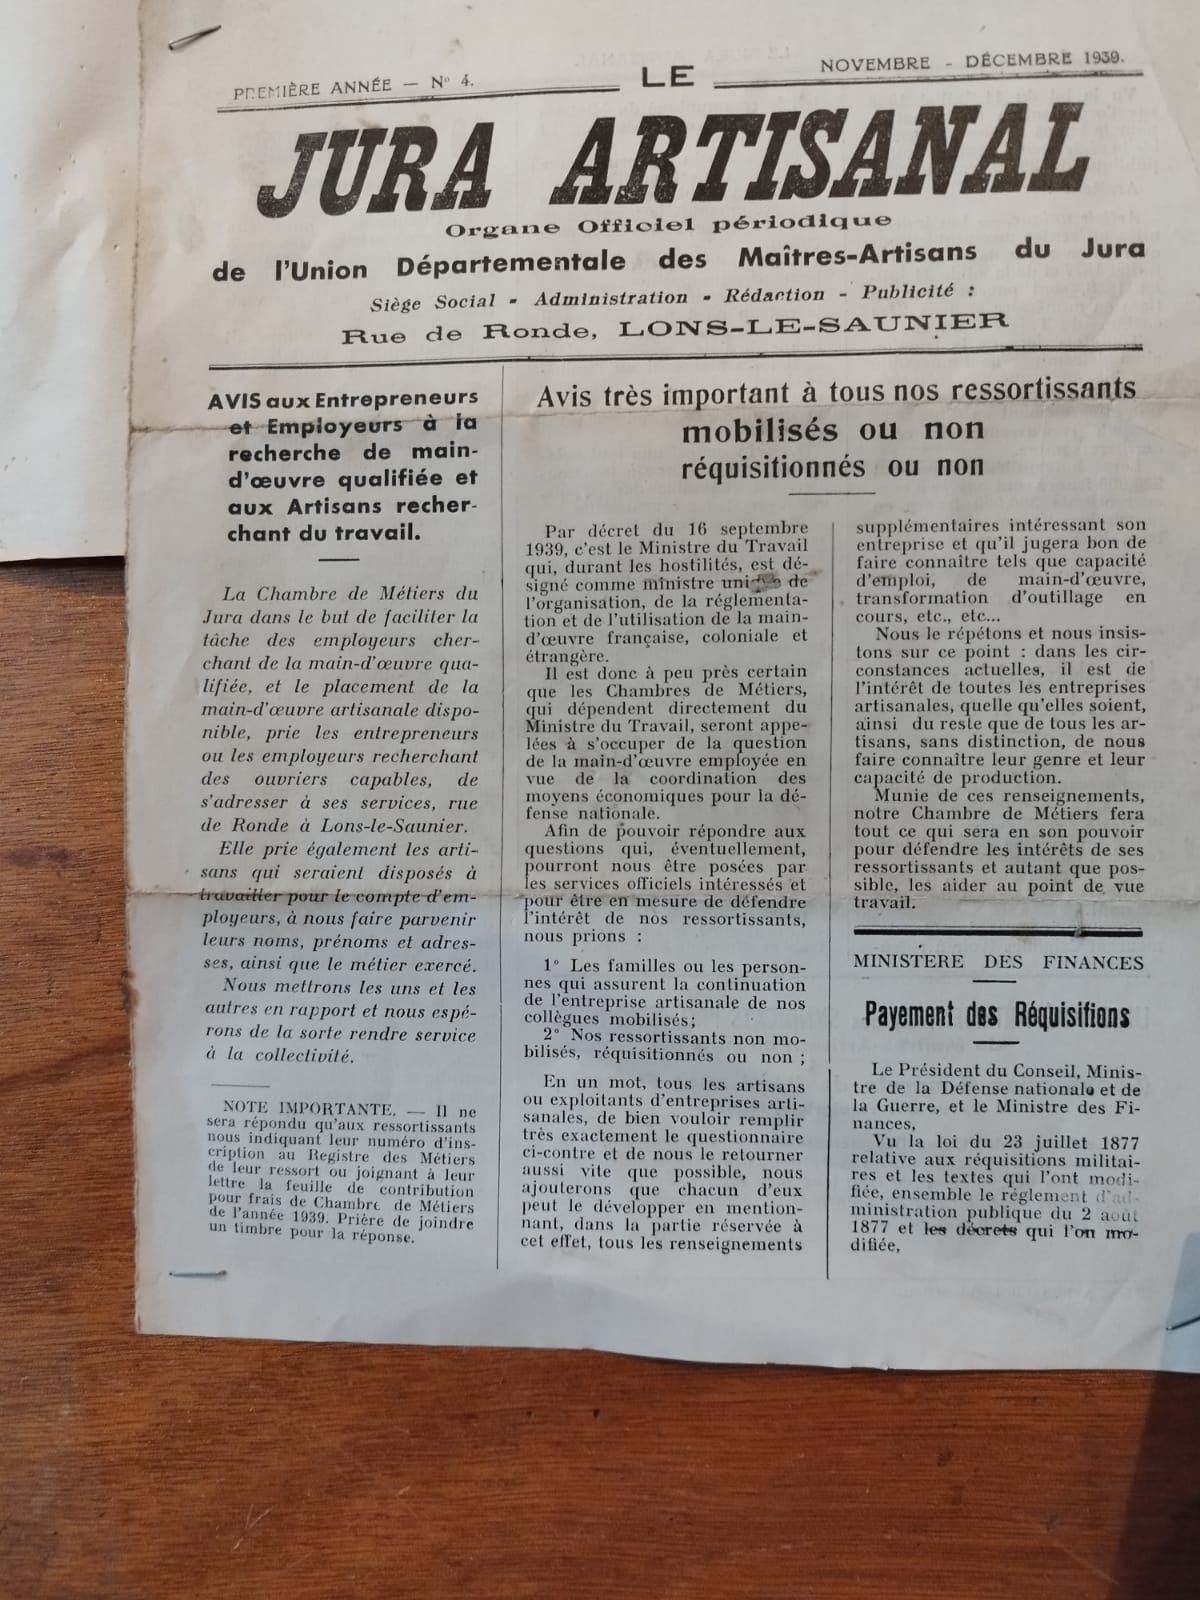 PREMIÈRE ANNÉE — N° 4.
LE
NOVEMBRE - DÉCEMBRE 1939.
JURA ARTISANAL
Organe Officiel périodique
de l'Union Départementale des Maîtres-Artisans du Jura
Siège Social - Administration - Rédaction - Publicité :
Rue de Ronde, LONS-LE-SAUNIER
AVIS aux Entrepreneurs
et Employeurs à la
recherche de main-
d'œuvre qualifiée et
aux Artisans recher-
chant du travail.
La Chambre de Métiers du
Jura dans le but de faciliter la
tâche des employeurs cher-
chant de la main-d'œuvre qua-
lifiée, et le placement de la
main-d'œuvre artisanale dispo-
nible, prie les entrepreneurs
ou les employeurs recherchant
des ouvriers capables, de
s'adresser à ses services, rue
de Ronde à Lons-le-Saunier.
Elle prie également les arti-
sans qui seraient disposés à
travailler pour le compte d'em-
ployeurs, à nous faire parvenir
leurs noms, prénoms et adres-
ses, ainsi que le métier exercé.
Nous mettrons les uns et les
autres en rapport et nous espé-
rons de la sorte rendre service
à la collectivité.
NOTE IMPORTANTE. — Il ne
sera répondu qu'aux ressortissants
nous indiquant leur numéro d'ins-
cription au Registre des Métiers
de leur ressort ou joignant à leur
lettre la feuille de contribution
pour frais de Chambre de Métiers
de l'année 1939. Prière de joindre
un timbre pour la réponse.
Avis très important à tous nos ressortissants
mobilisés ou non
réquisitionnés ou non
Par décret du 16 septembre
1939, c'est le Ministre du Travail
qui, durant les hostilités, est dé-
signé comme ministre unique de
l'organisation, de la réglementa-
tion et de l'utilisation de la main-
d'œuvre française, coloniale et
étrangère.
Il est donc à peu près certain
que les Chambres de Métiers,
qui dépendent directement du
Ministre du Travail, seront appe-
lées à s'occuper de la question
de la main-d'œuvre employée en
vue de la coordination des
moyens économiques pour la dé-
fense nationale.
Afin de pouvoir répondre aux
questions qui, éventuellement,
pourront nous être posées par
les services officiels intéressés et
pour être en mesure de défendre
l'intérêt de nos ressortissants,
nous prions :
1° Les familles ou les person-
nes qui assurent la continuation
de l'entreprise artisanale de nos
collègues mobilisés;
2° Nos ressortissants non mo-
bilisés, réquisitionnés ou non ;
En un mot, tous les artisans
ou exploitants d'entreprises arti-
sanales, de bien vouloir remplir
très exactement le questionnaire
ci-contre et de nous le retourner
aussi vite que possible, nous
ajouterons que chacun d'eux
peut le développer en mention-
nant, dans la partie réservée à
cet effet, tous les renseignements
supplémentaires intéressant son
entreprise et qu'il jugera bon de
faire connaître tels que capacité
d'emploi, de main-d'œuvre,
transformation d'outillage en
cours, etc., etc...
Nous le répétons et nous insis-
tons sur ce point : dans les cir-
constances actuelles, il est de
l'intérêt de toutes les entreprises
artisanales, quelle qu'elles soient,
ainsi du reste que de tous les ar-
tisans, sans distinction, de nous
faire connaître leur genre et leur
capacité de production.
Munie de ces renseignements,
notre Chambre de Métiers fera
tout ce qui sera en son pouvoir
pour défendre les intérêts de ses
ressortissants et autant que pos-
sible, les aider au point de vue
travail.
MINISTERE DES FINANCES
Payement des Réquisitions
Le Président du Conseil, Minis-
tre de la Défense nationale et de
la Guerre, et le Ministre des Fi-
nances,
Vu la loi du 23 juillet 1877
relative aux réquisitions militai-
res et les textes qui l'ont modi-
fiée, ensemble le réglement d'ad-
ministration publique du 2 août
1877 et les décrets qui l'on mo-
difiée,